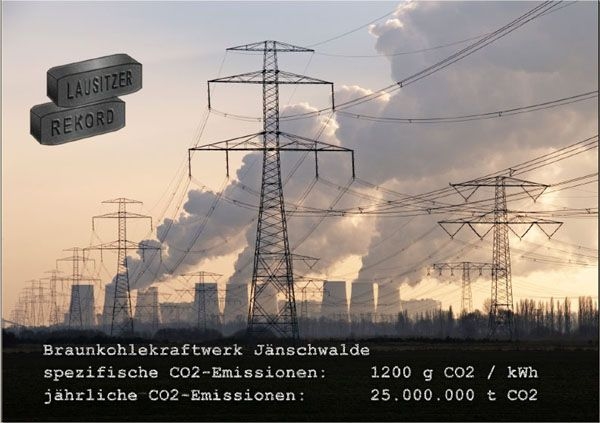 LAUSITZER
REKORD
Braunkohlekraftwerk Jänschwalde
spezifische CO2-Emissionen: 1200 g CO2 / kWh
jährliche CO2-Emissionen: 25.000.000 t CO2